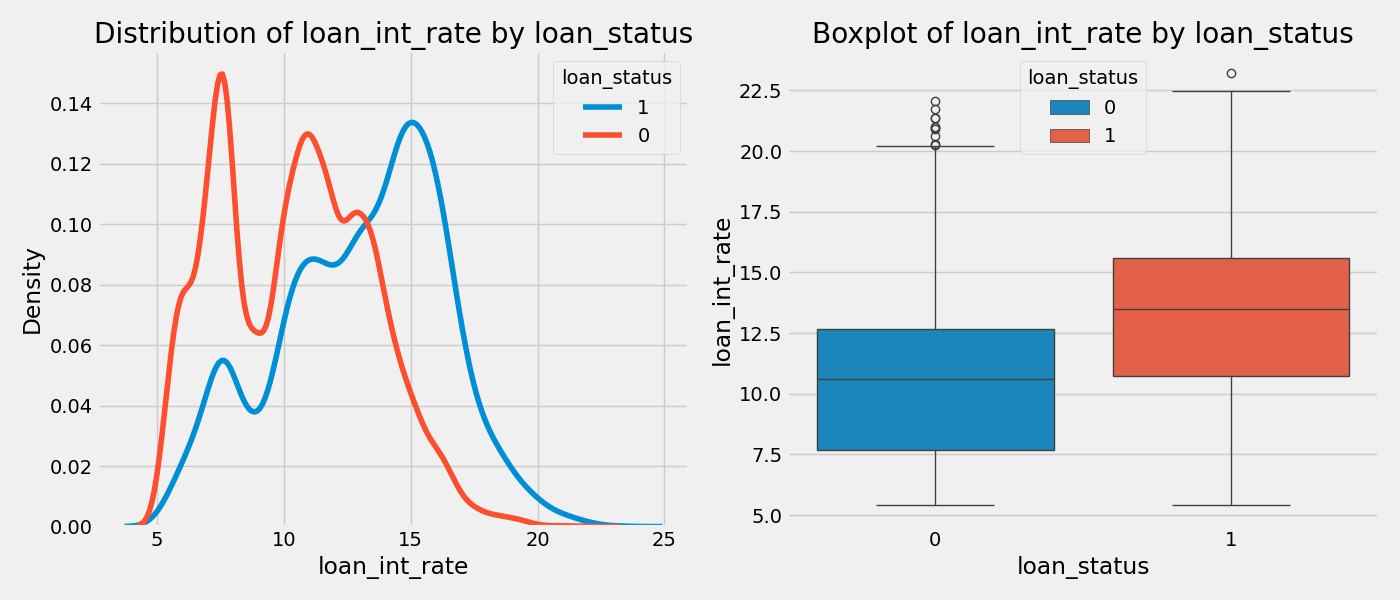 Distribution of loan_int_rate by loan_status
loan_status
1
0
0.14
0.12
0.10
0.08
0.06
0.04
0.02
0.00
Density
5 10 15 20 25
loan_int_rate
Boxplot of loan_int_rate by loan_status
loan_status
0
1
22.5
20.0
17.5
15.0
12.5
10.0
7.5
5.0
loan_int_rate
0 1
loan_status